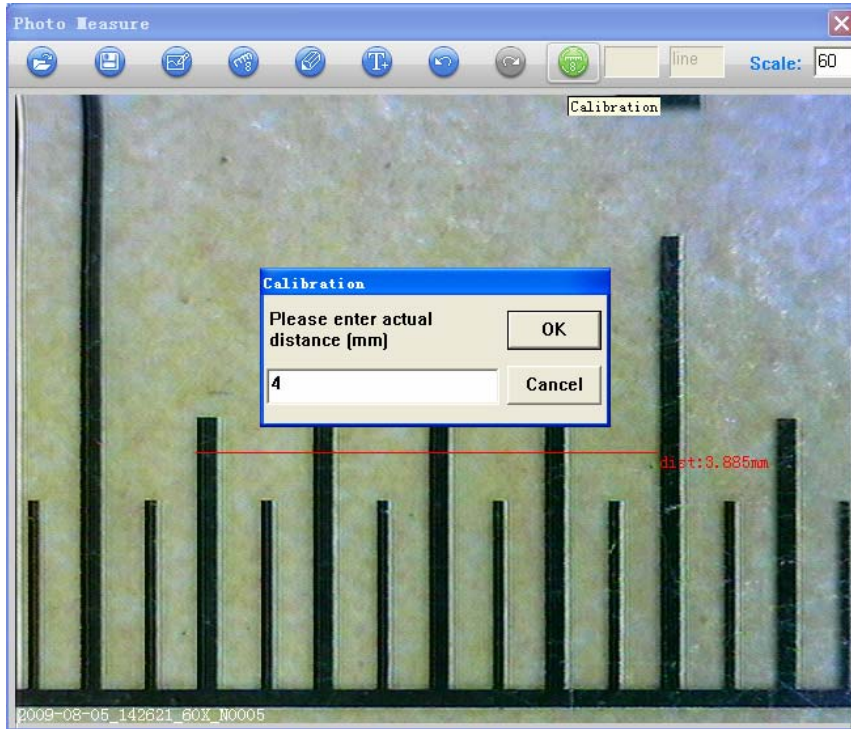 Photo Measure
line
Scale: 60
Calibration
Calibration
Please enter actual
distance (mm)
OK
4
Cancel
dist:3.885mm
2009-08-05_142621_60X_N0005